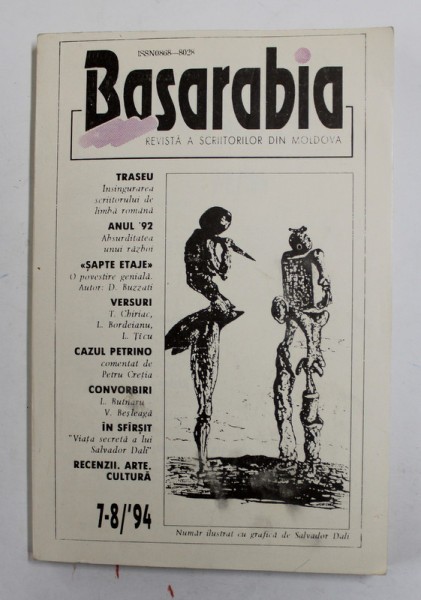 ISSN0868-8028
Basarabia
REVISTĂ A SCRIITORILOR DIN MOLDOVA
TRASEU
Însingurarea
scriitorului de
limbă română
ANUL '92
Absurditatea
unui război
«ŞAPTE ETAJE»
O povestire genială.
Autor: D. Buzzati
VERSURI
T. Chiriac,
L. Bordeianu,
I. Ţîcu
CAZUL PETRINO
comentat de
Petru Creţia
CONVORBIRI
L. Butnaru
V. Beşleagă
ÎN SFÎRŞIT
"Viaţa secretă a lui
Salvador Dali"
RECENZII. ARTE.
CULTURĂ
7-8/'94
Număr ilustrat cu grafică de Salvador Dali